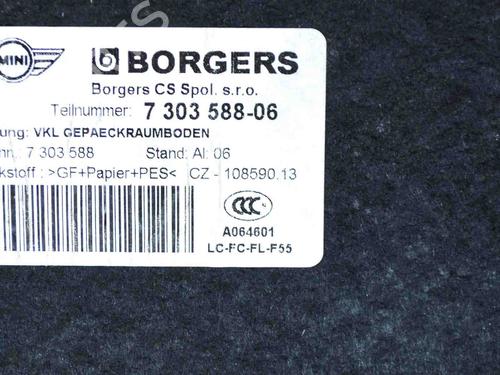 MINI
BORGERS
Borgers CS Spol. s.r.o.
Teilnummer: 7 303 588-06
ung: VKL GEPAECKRAUMBODEN
nn.: 7 303 588 Stand: AI: 06
kstoff : >GF+Papier+PES< CZ - 108590.13
CCC
A064601
LC-FC-FL-F55